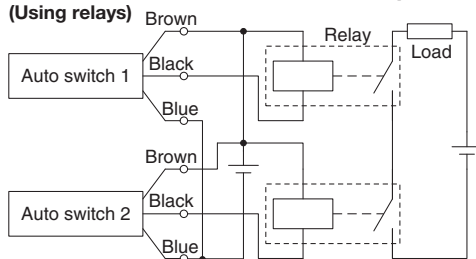 (Using relays)
Brown
Relay
Load
Auto switch 1
Black
Blue
Brown
Auto switch 2
Black
Blue